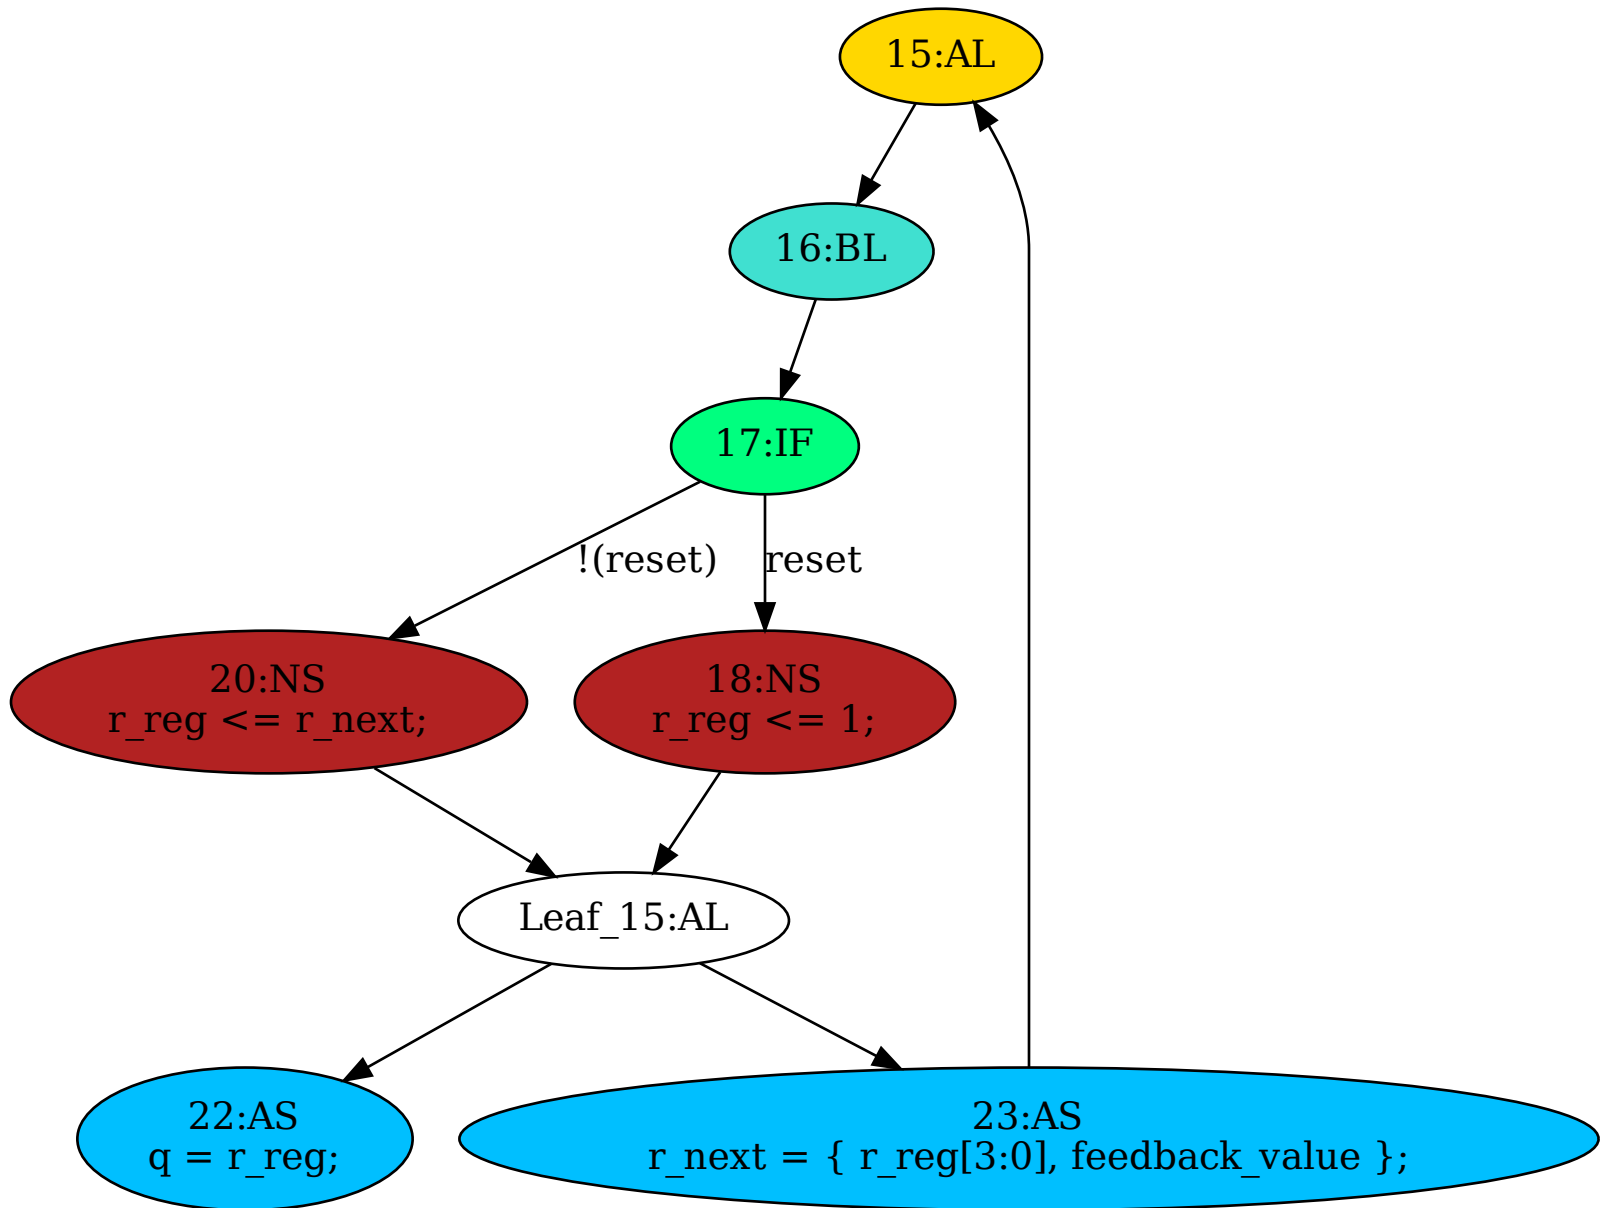 15:AL
16:BL
17:IF
!(reset)
reset
20:NS
r_reg <= r_next;
18:NS
r_reg <= 1;
Leaf_15:AL
22:AS
q = r_reg;
23:AS
r_next = { r_reg[3:0], feedback_value };